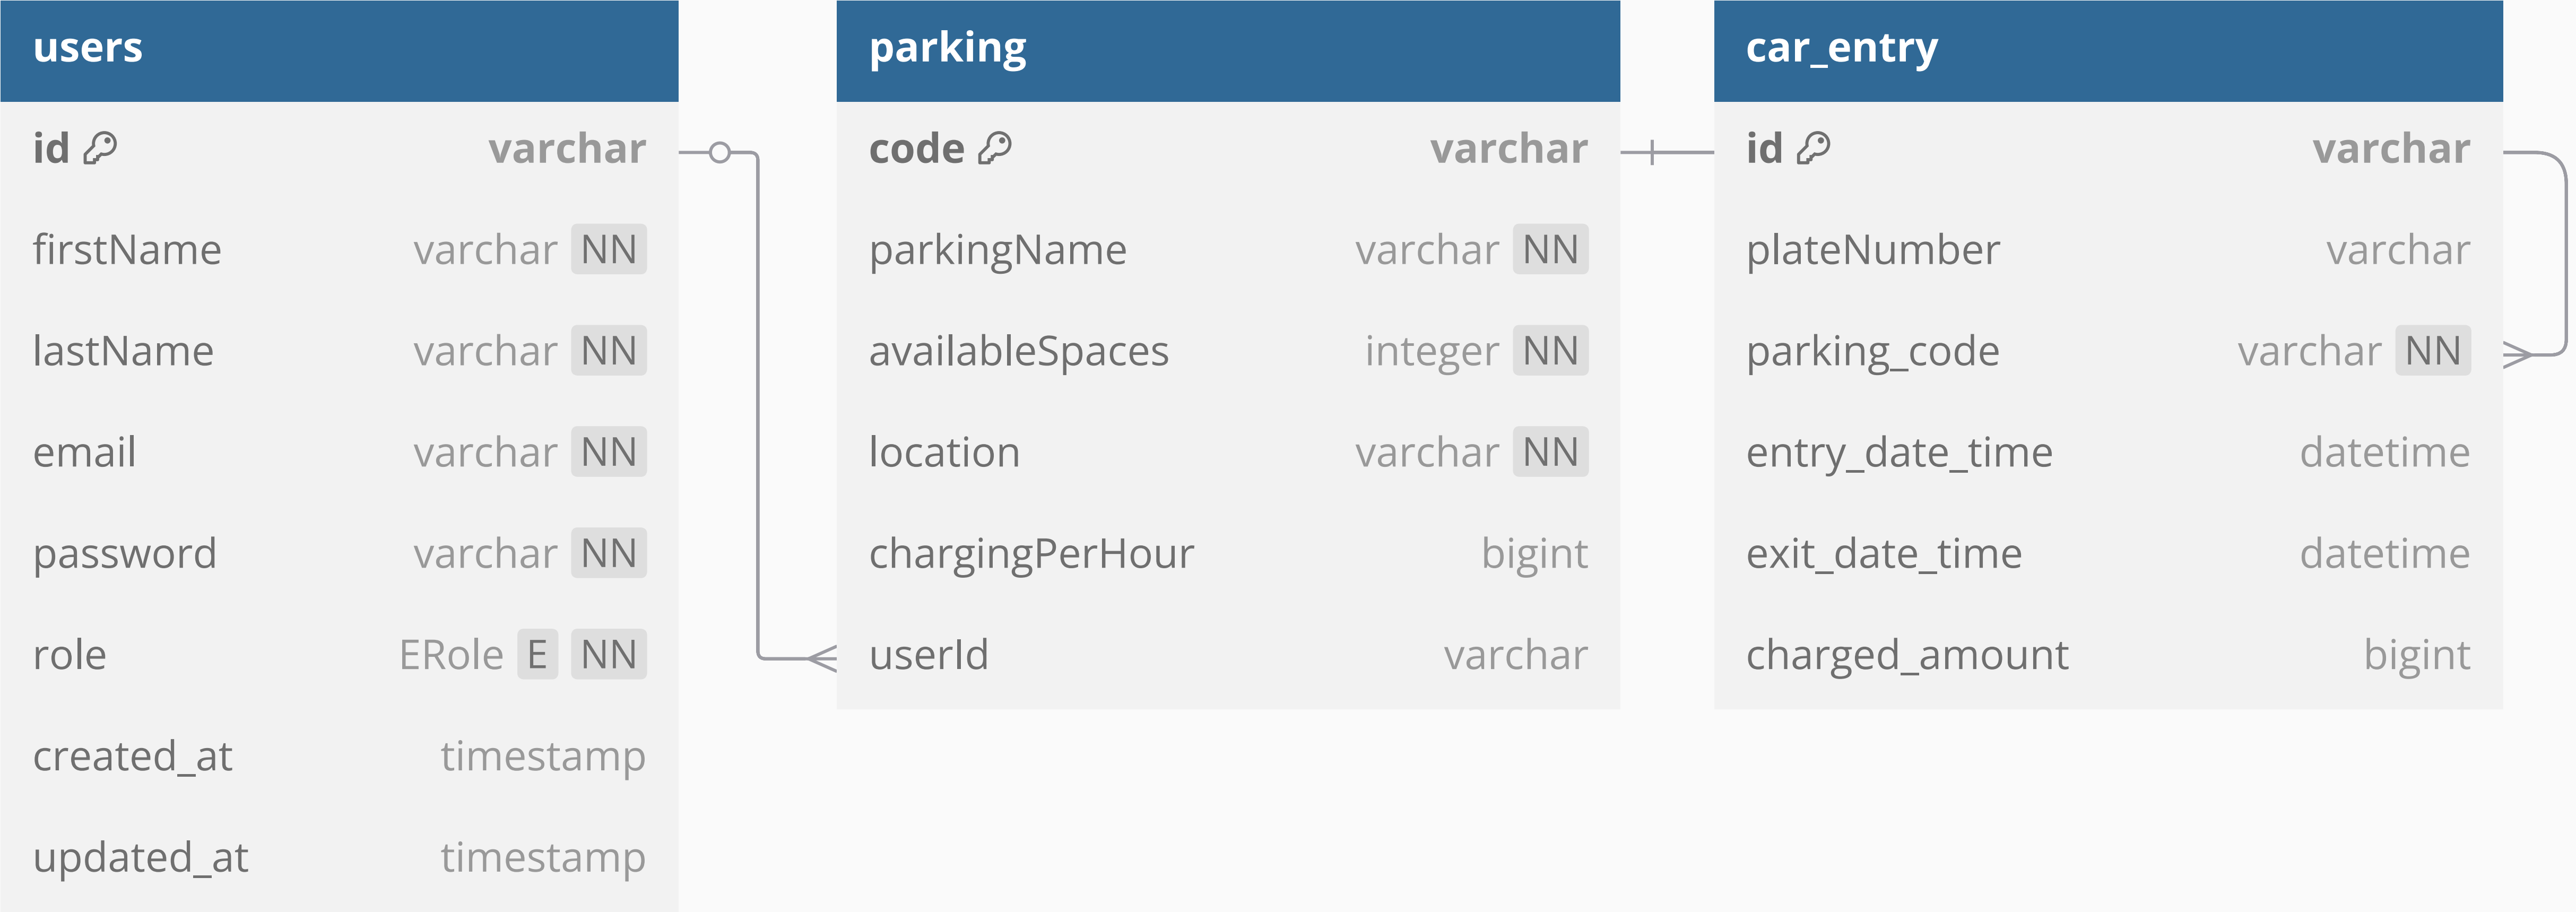 users
id varchar
firstName varchar NN
lastName varchar NN
email varchar NN
password varchar NN
role ERole E NN
created_at timestamp
updated_at timestamp
parking
code varchar
parkingName varchar NN
availableSpaces integer NN
location varchar NN
chargingPerHour bigint
userId varchar
car_entry
id varchar
plateNumber varchar
parking_code varchar NN
entry_date_time datetime
exit_date_time datetime
charged_amount bigint